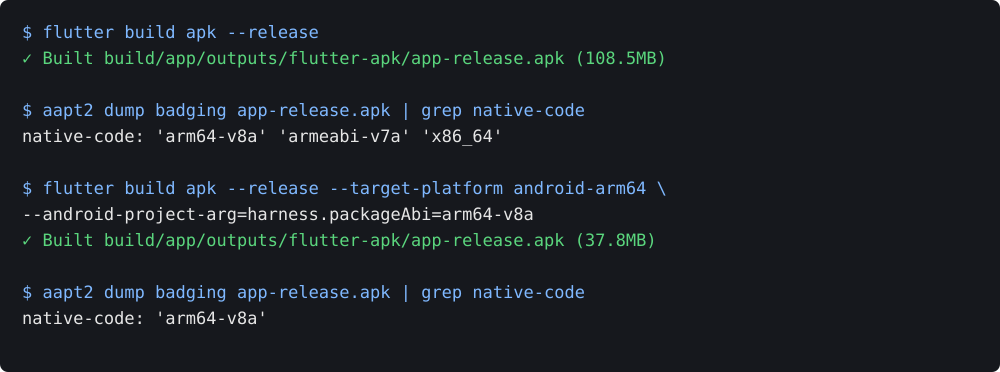 $ flutter build apk --release
✓ Built build/app/outputs/flutter-apk/app-release.apk (108.5MB)
$ aapt2 dump badging app-release.apk | grep native-code
native-code: 'arm64-v8a' 'armeabi-v7a' 'x86_64'
$ flutter build apk --release --target-platform android-arm64 \
--android-project-arg=harness.packageAbi=arm64-v8a
✓ Built build/app/outputs/flutter-apk/app-release.apk (37.8MB)
$ aapt2 dump badging app-release.apk | grep native-code
native-code: 'arm64-v8a'